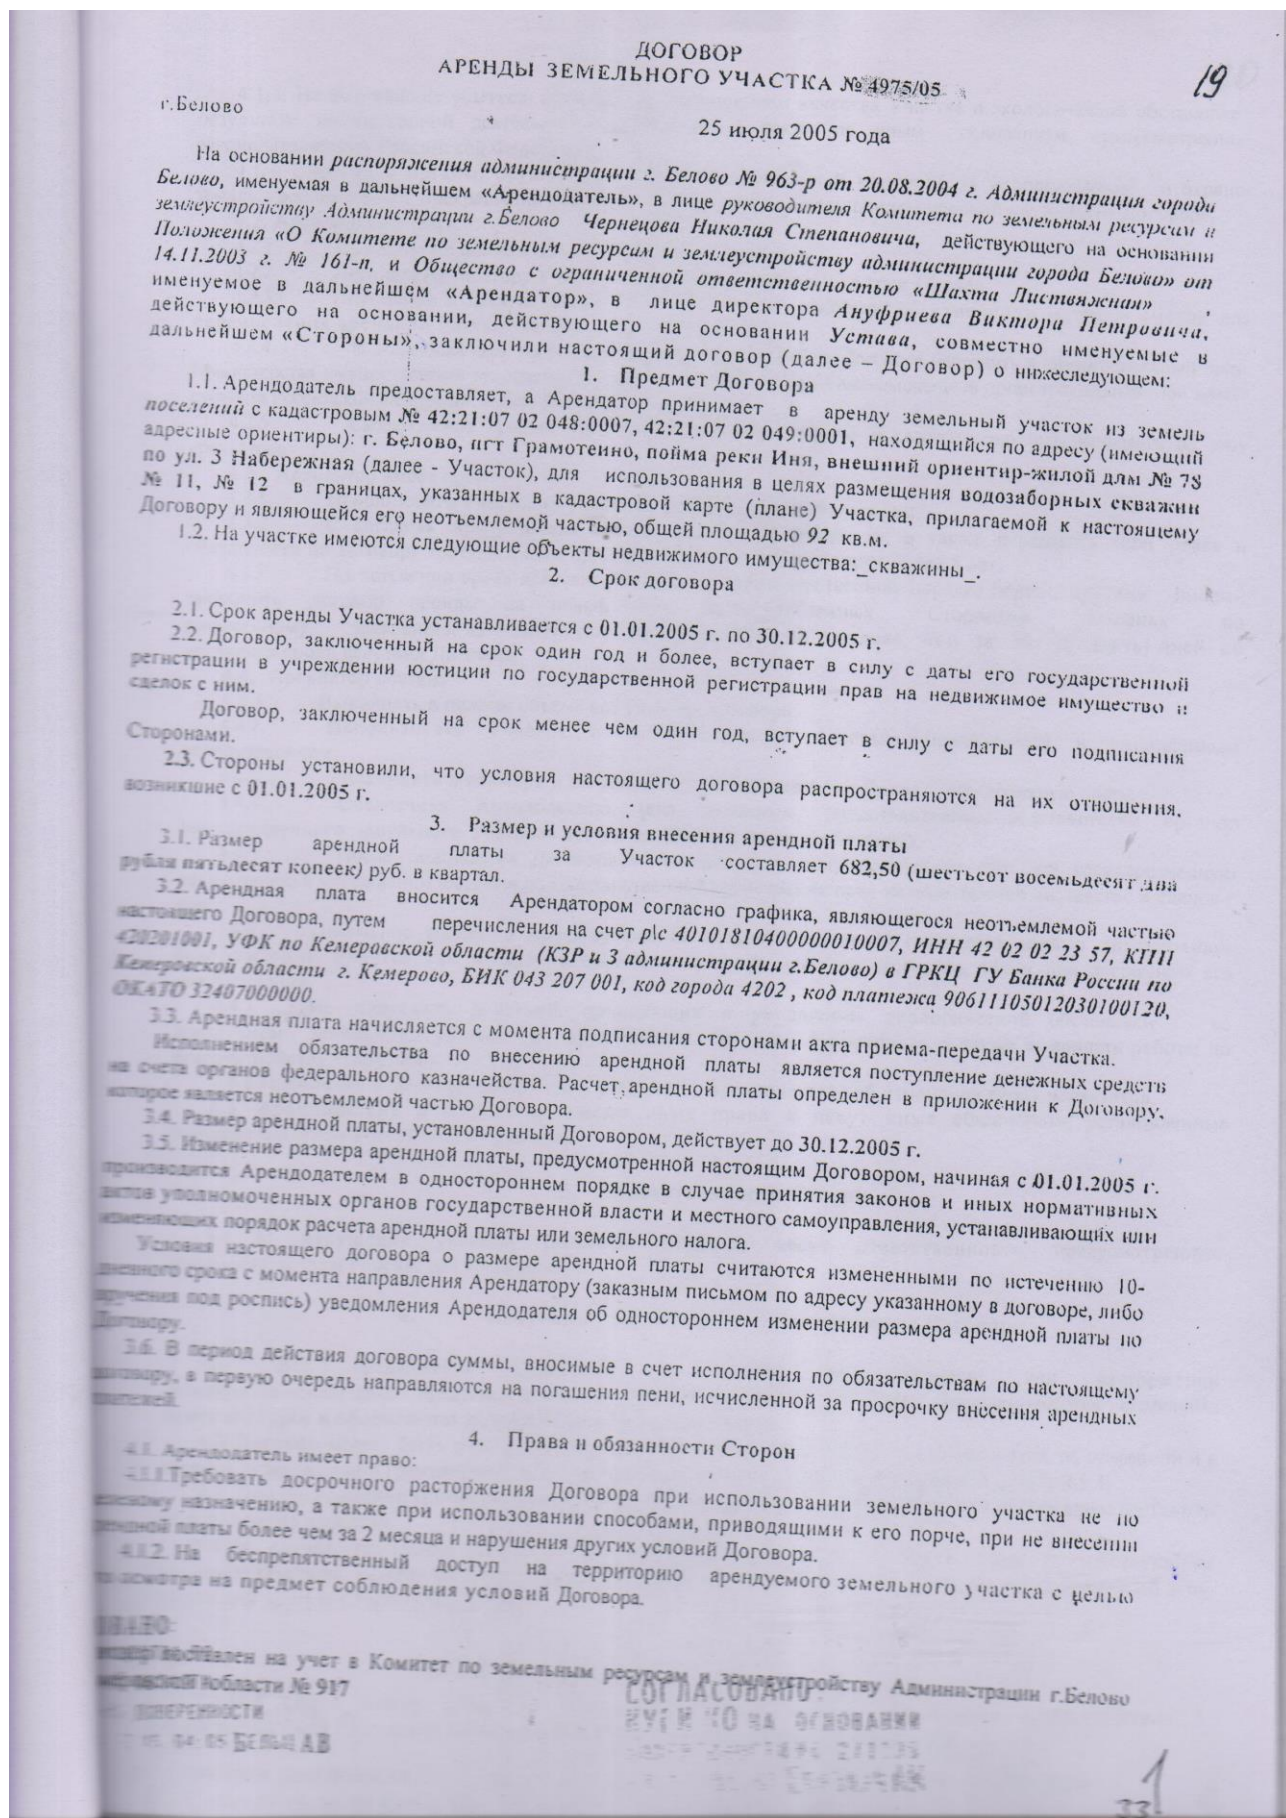 ДОГОВОР
АРЕНДЫ ЗЕМЕЛЬНОГО УЧАСТКА № 4975/05
19
г.Белово
25 июля 2005 года
На основании распоряжения администрации г. Белово № 963-р от 20.08.2004 г. Администрация города
Белово, именуемая в дальнейшем «Арендодатель», в лице руководителя Комитета по земельным ресурсам и
землеустройству Администрации г.Белово Чернецова Николая Степановича, действующего на основании
Положения «О Комитете по земельным ресурсам и землеустройству администрации города Белово» от
14.11.2003 г. № 161-п, и Общество с ограниченной ответственностью «Шахта Листвяжная» ,
именуемое в дальнейшем «Арендатор», в лице директора Ануфриева Виктора Петровича,
действующего на основании, действующего на основании Устава, совместно именуемые в
дальнейшем «Стороны», заключили настоящий договор (далее – Договор) о нижеследующем:
1. Предмет Договора
1.1. Арендодатель предоставляет, а Арендатор принимает в аренду земельный участок из земель
поселений с кадастровым № 42:21:07 02 048:0007, 42:21:07 02 049:0001, находящийся по адресу (имеющий
адресные ориентиры): г. Белово, пгт Грамотеино, пойма реки Иня, внешний ориентир-жилой длм № 78
по ул. 3 Набережная (далее - Участок), для использования в целях размещения водозаборных скважин
№ 11, № 12 в границах, указанных в кадастровой карте (плане) Участка, прилагаемой к настоящему
Договору и являющейся его неотъемлемой частью, общей площадью 92 кв.м.
1.2. На участке имеются следующие объекты недвижимого имущества:_скважины_.
2. Срок договора
2.1. Срок аренды Участка устанавливается с 01.01.2005 г. по 30.12.2005 г.
2.2. Договор, заключенный на срок один год и более, вступает в силу с даты его государственной
регистрации в учреждении юстиции по государственной регистрации прав на недвижимое имущество и
сделок с ним.
Договор, заключенный на срок менее чем один год, вступает в силу с даты его подписания
Сторонами.
2.3. Стороны установили, что условия настоящего договора распространяются на их отношения,
возникшие с 01.01.2005 г.
3. Размер и условия внесения арендной платы
3.1. Размер арендной платы за Участок составляет 682,50 (шестьсот восемьдесят два
рубля пятьдесят копеек) руб. в квартал.
3.2. Арендная плата вносится Арендатором согласно графика, являющегося неотъемлемой частью
настоящего Договора, путем перечисления на счет р\с 40101810400000010007, ИНН 42 02 02 23 57, КПП
420201001, УФК по Кемеровской области (КЗР и З администрации г.Белово) в ГРКЦ ГУ Банка России по
Кемеровской области г. Кемерово, БИК 043 207 001, код города 4202 , код платежа 90611105012030100120,
ОКАТО 32407000000.
3.3. Арендная плата начисляется с момента подписания сторонами акта приема-передачи Участка.
Исполнением обязательства по внесению арендной платы является поступление денежных средств
на счета органов федерального казначейства. Расчет арендной платы определен в приложении к Договору,
которое является неотъемлемой частью Договора.
3.4. Размер арендной платы, установленный Договором, действует до 30.12.2005 г.
3.5. Изменение размера арендной платы, предусмотренной настоящим Договором, начиная с 01.01.2005 г.
производится Арендодателем в одностороннем порядке в случае принятия законов и иных нормативных
актов уполномоченных органов государственной власти и местного самоуправления, устанавливающих или
изменяющих порядок расчета арендной платы или земельного налога.
Условия настоящего договора о размере арендной платы считаются измененными по истечению 10-
дневного срока с момента направления Арендатору (заказным письмом по адресу указанному в договоре, либо
вручения под роспись) уведомления Арендодателя об одностороннем изменении размера арендной платы по
Договору.
3.6. В период действия договора суммы, вносимые в счет исполнения по обязательствам по настоящему
договору, в первую очередь направляются на погашения пени, исчисленной за просрочку внесения арендных
платежей.
4. Права и обязанности Сторон
4.1. Арендодатель имеет право:
4.1.1.Требовать досрочного расторжения Договора при использовании земельного участка не по
целевому назначению, а также при использовании способами, приводящими к его порче, при не внесении
арендной платы более чем за 2 месяца и нарушения других условий Договора.
4.1.2. На беспрепятственный доступ на территорию арендуемого земельного участка с целью
осмотра на предмет соблюдения условий Договора.
на учет в Комитет по земельным ресурсам и землеустройству Администрации г.Белово
области № 917
СОГЛАСОВАНО:
ДОВЕРЕННОСТИ
НА ОСНОВАНИИ
33